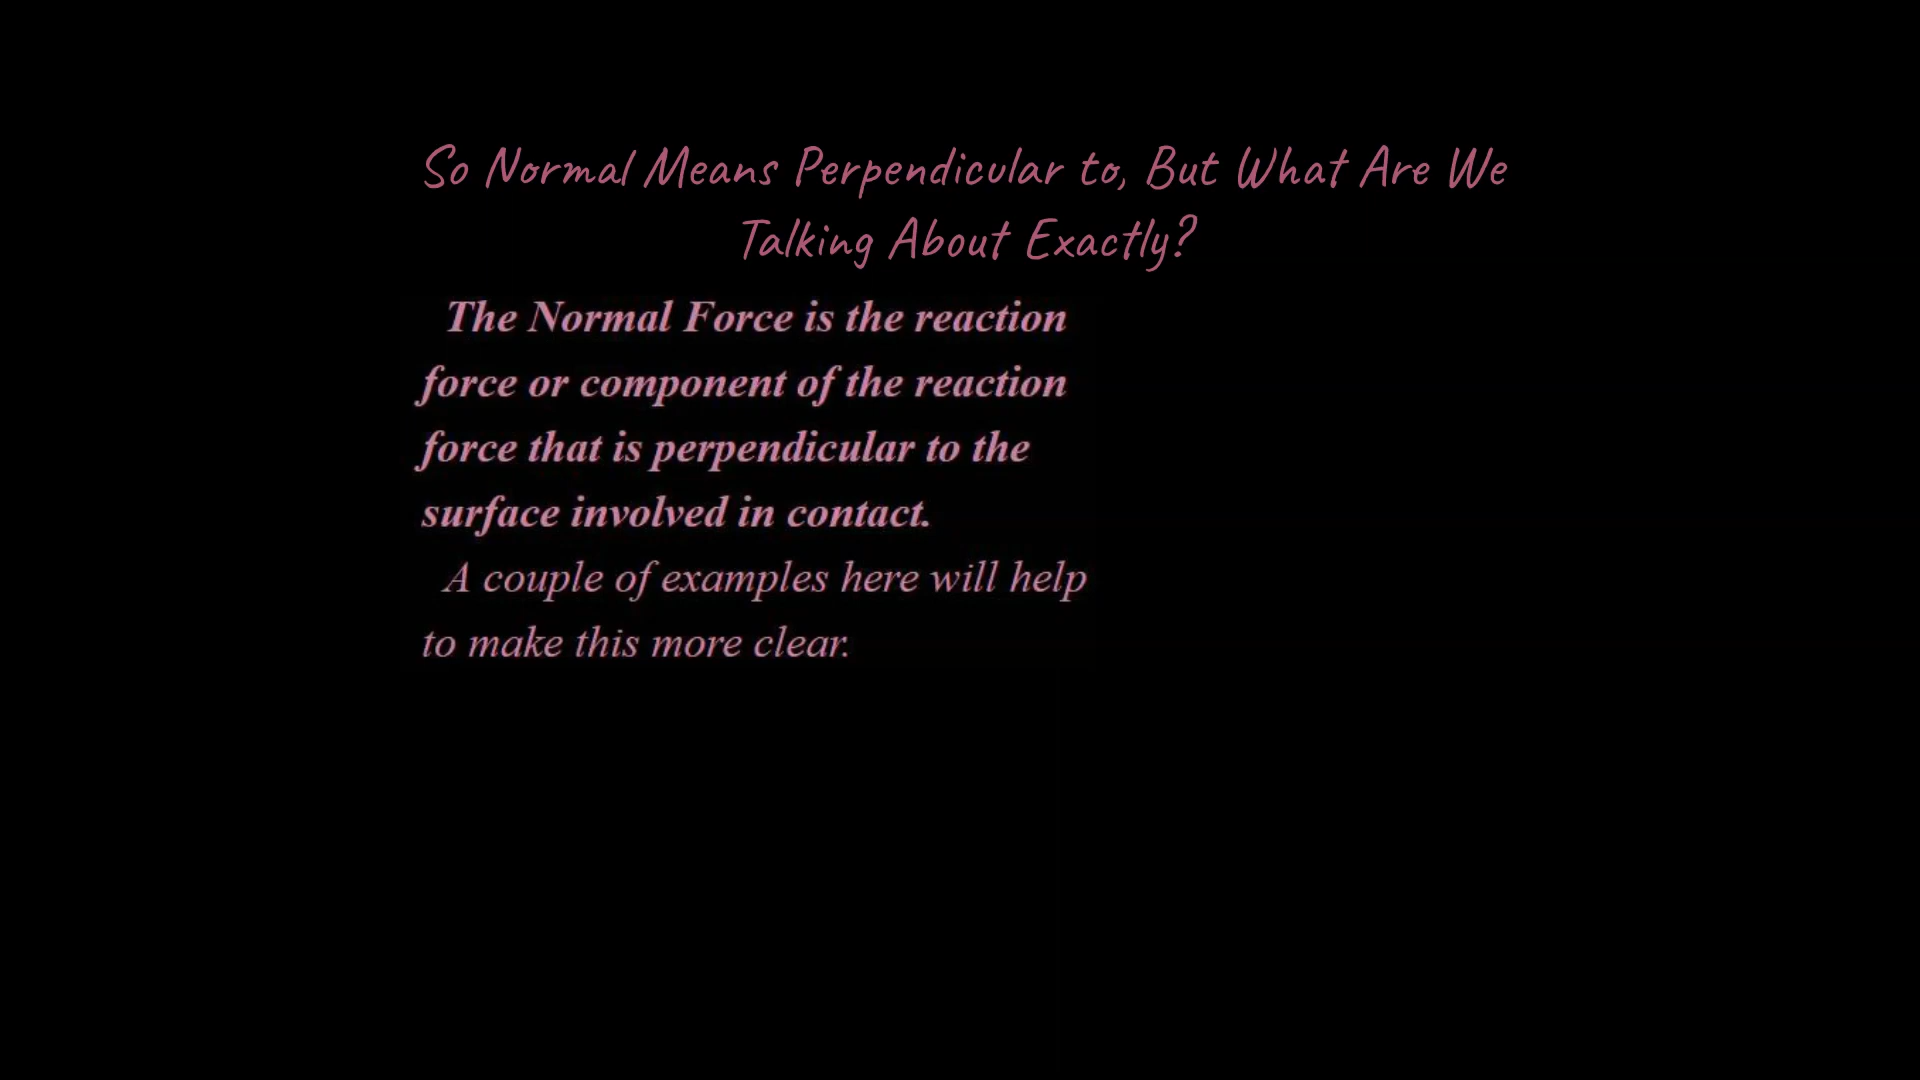 So Normal Means Perpendicular to, But What Are We
Talking About Exactly?
The Normal Force is the reaction
force or component of the reaction
force that is perpendicular to the
surface involved in contact.
A couple of examples here will help
to make this more clear.